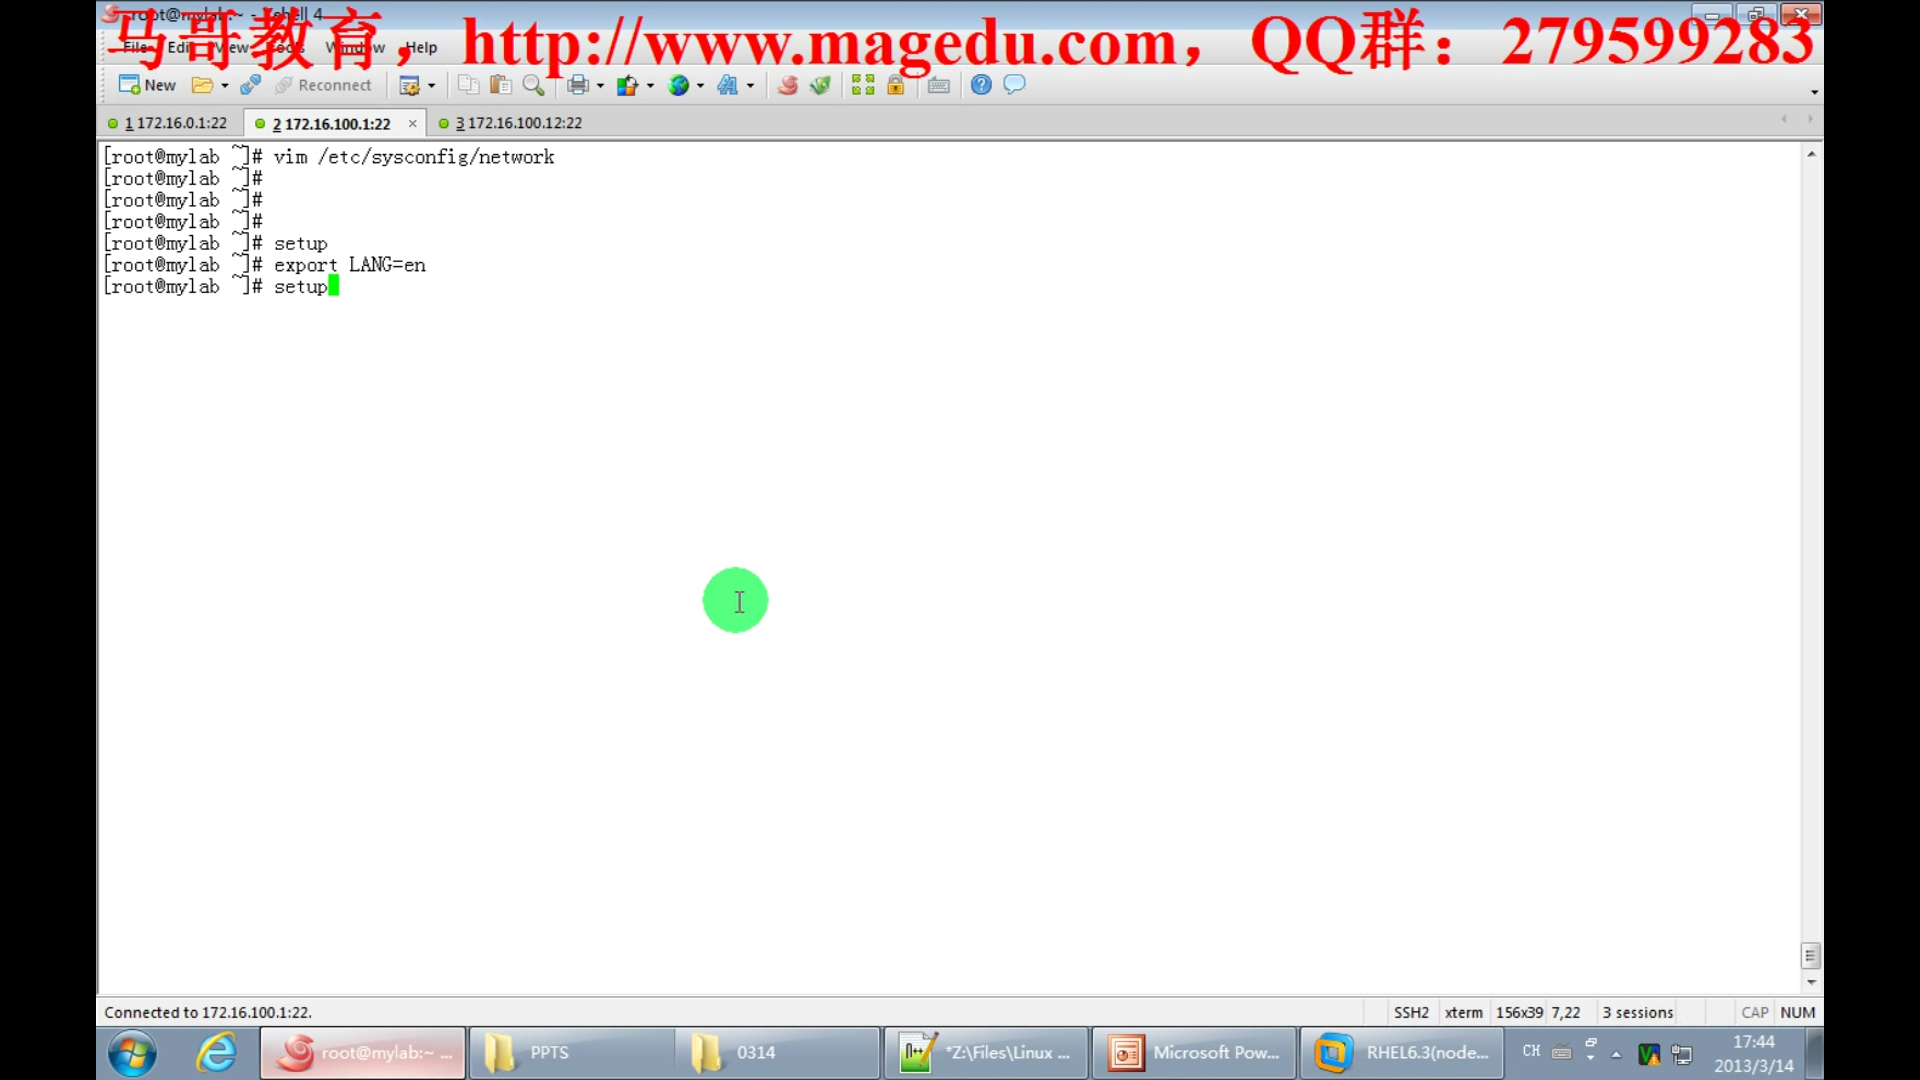 root@mylab:~ - Xshell 4
马哥教育，http://www.magedu.com，QQ群：279599283
File Edit View Tools Window Help
New Reconnect
1 172.16.0.1:22 2 172.16.100.1:22 × 3 172.16.100.12:22
[root@mylab ~]# vim /etc/sysconfig/network
[root@mylab ~]#
[root@mylab ~]#
[root@mylab ~]#
[root@mylab ~]# setup
[root@mylab ~]# export LANG=en
[root@mylab ~]# setup
Connected to 172.16.100.1:22. SSH2 xterm 156x39 7,22 3 sessions CAP NUM
root@mylab:~ ... PPTS 0314 *Z:\Files\Linux ... Microsoft Pow... RHEL6.3(node... CH 17:44
2013/3/14